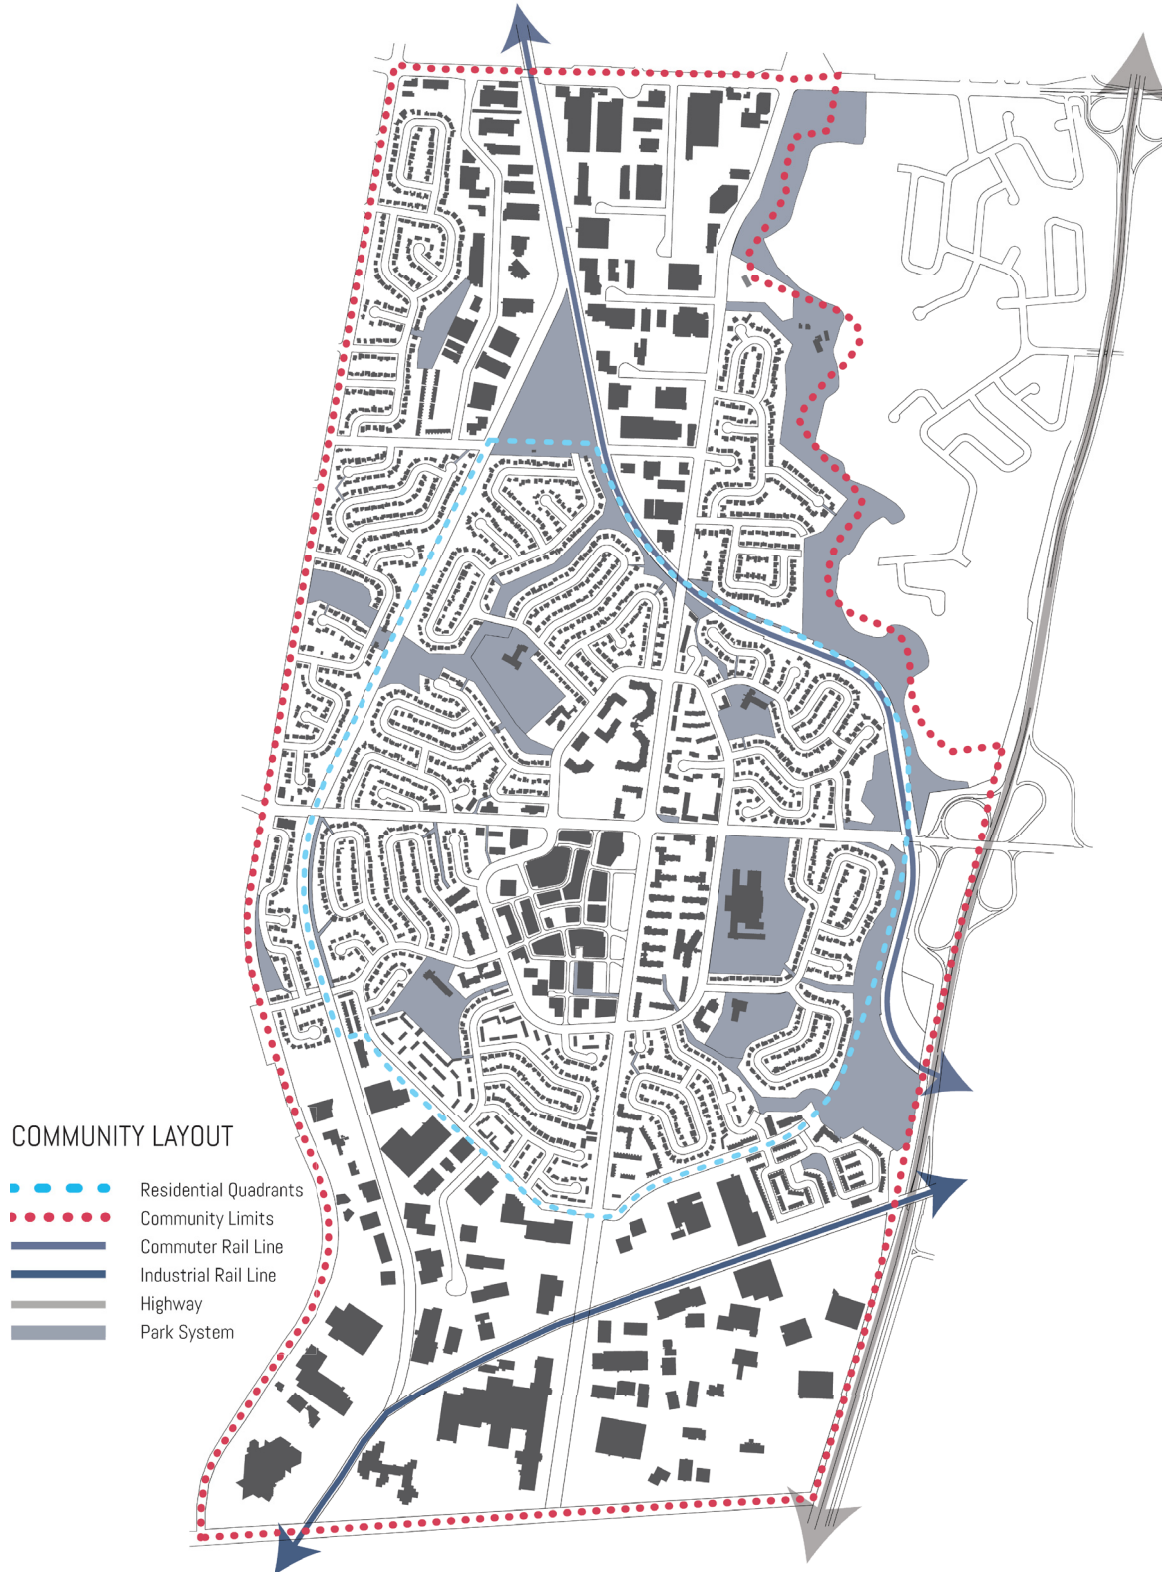 COMMUNITY LAYOUT
Residential Quadrants
Community Limits
Commuter Rail Line
Industrial Rail Line
Highway
Park System